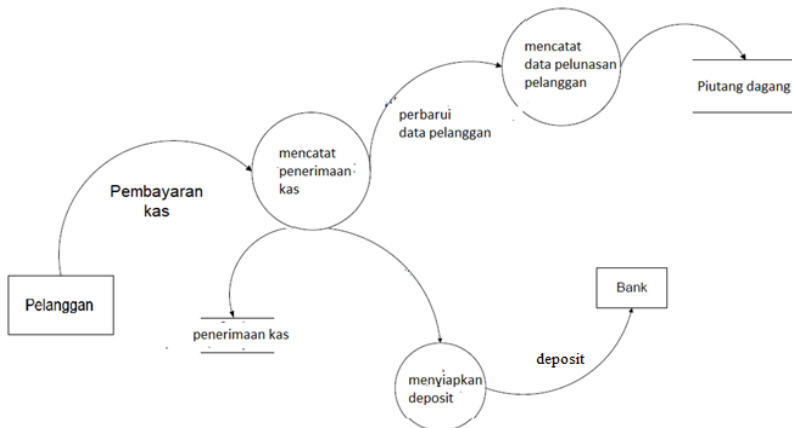 mencatat
data pelunasan
pelanggan
Piutang dagang
perbarui
data pelanggan
mencatat
penerimaan
kas
Pembayaran
kas
Pelanggan
penerimaan kas
Bank
deposit
menyiapkan
deposit